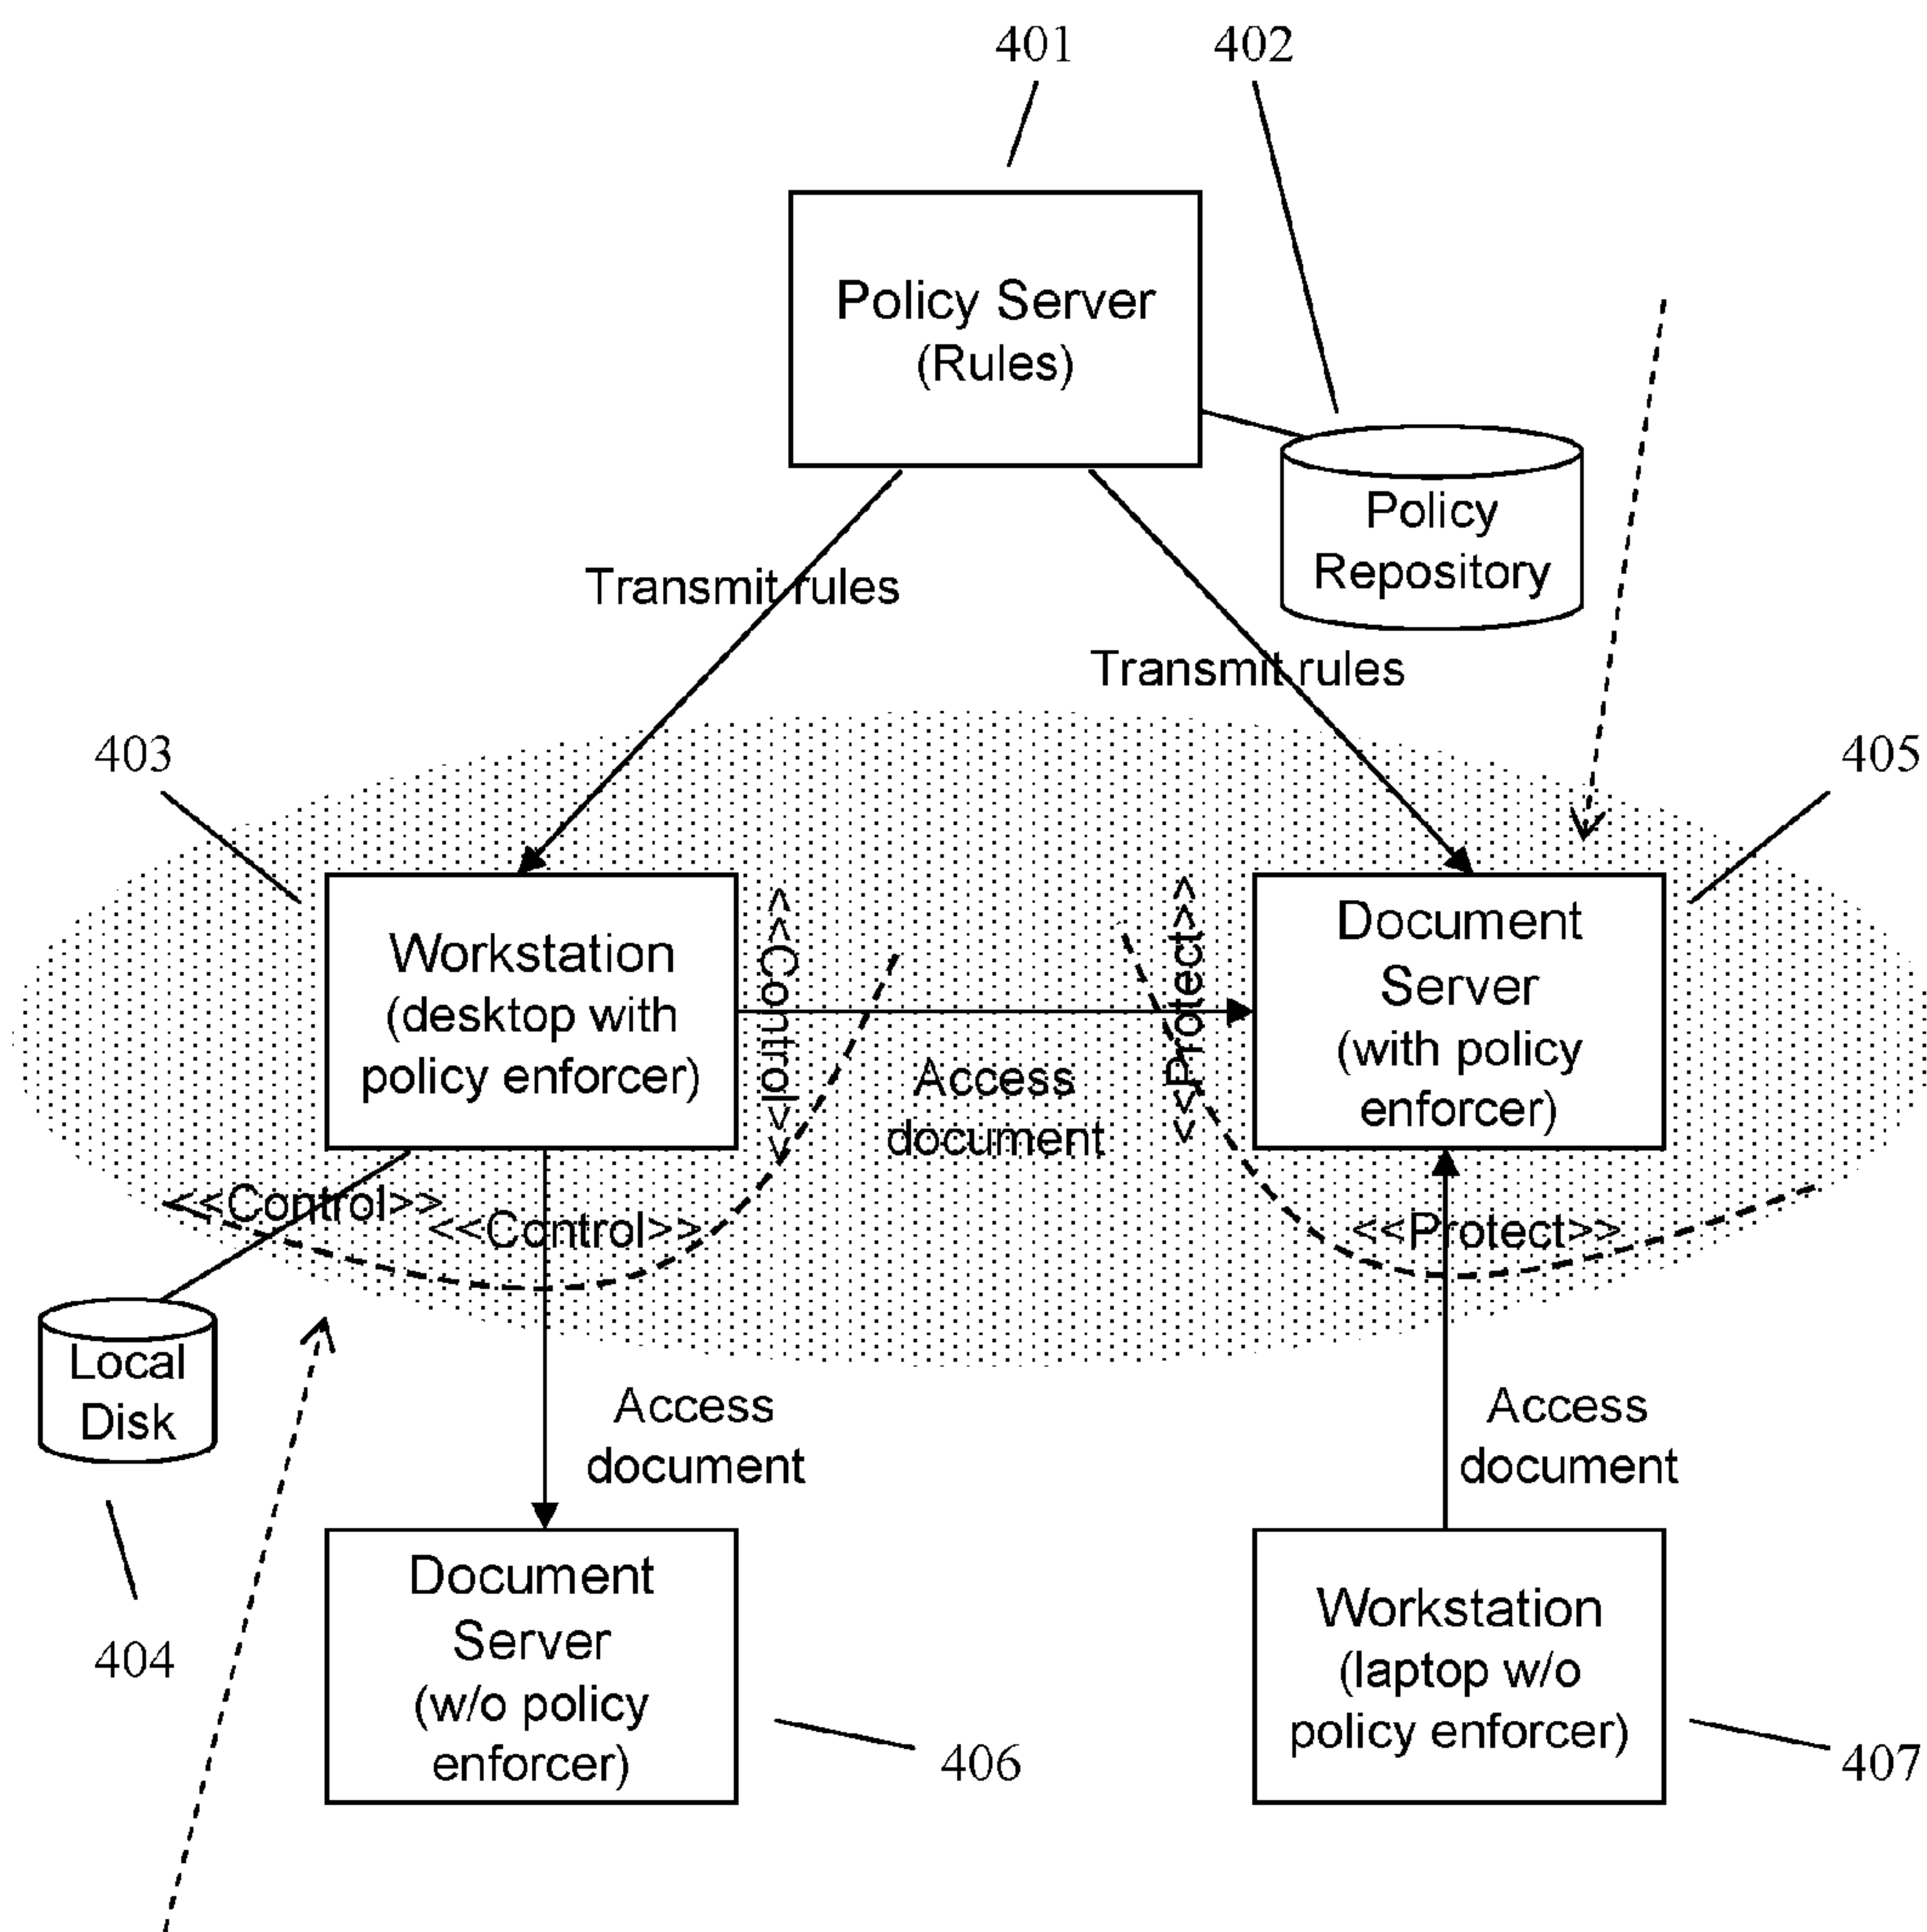 401
402
Policy Server
(Rules)
Policy
Repository
Transmit rules
Transmit rules
403
405
Workstation
(desktop with
policy enforcer)
<<Control>>
Access
document
<<Protect>>
Document
Server
(with policy
enforcer)
<<Control>>
<<Control>>
<<Protect>>
Local
Disk
Access
document
Access
document
404
Document
Server
(w/o policy
enforcer)
406
Workstation
(laptop w/o
policy enforcer)
407